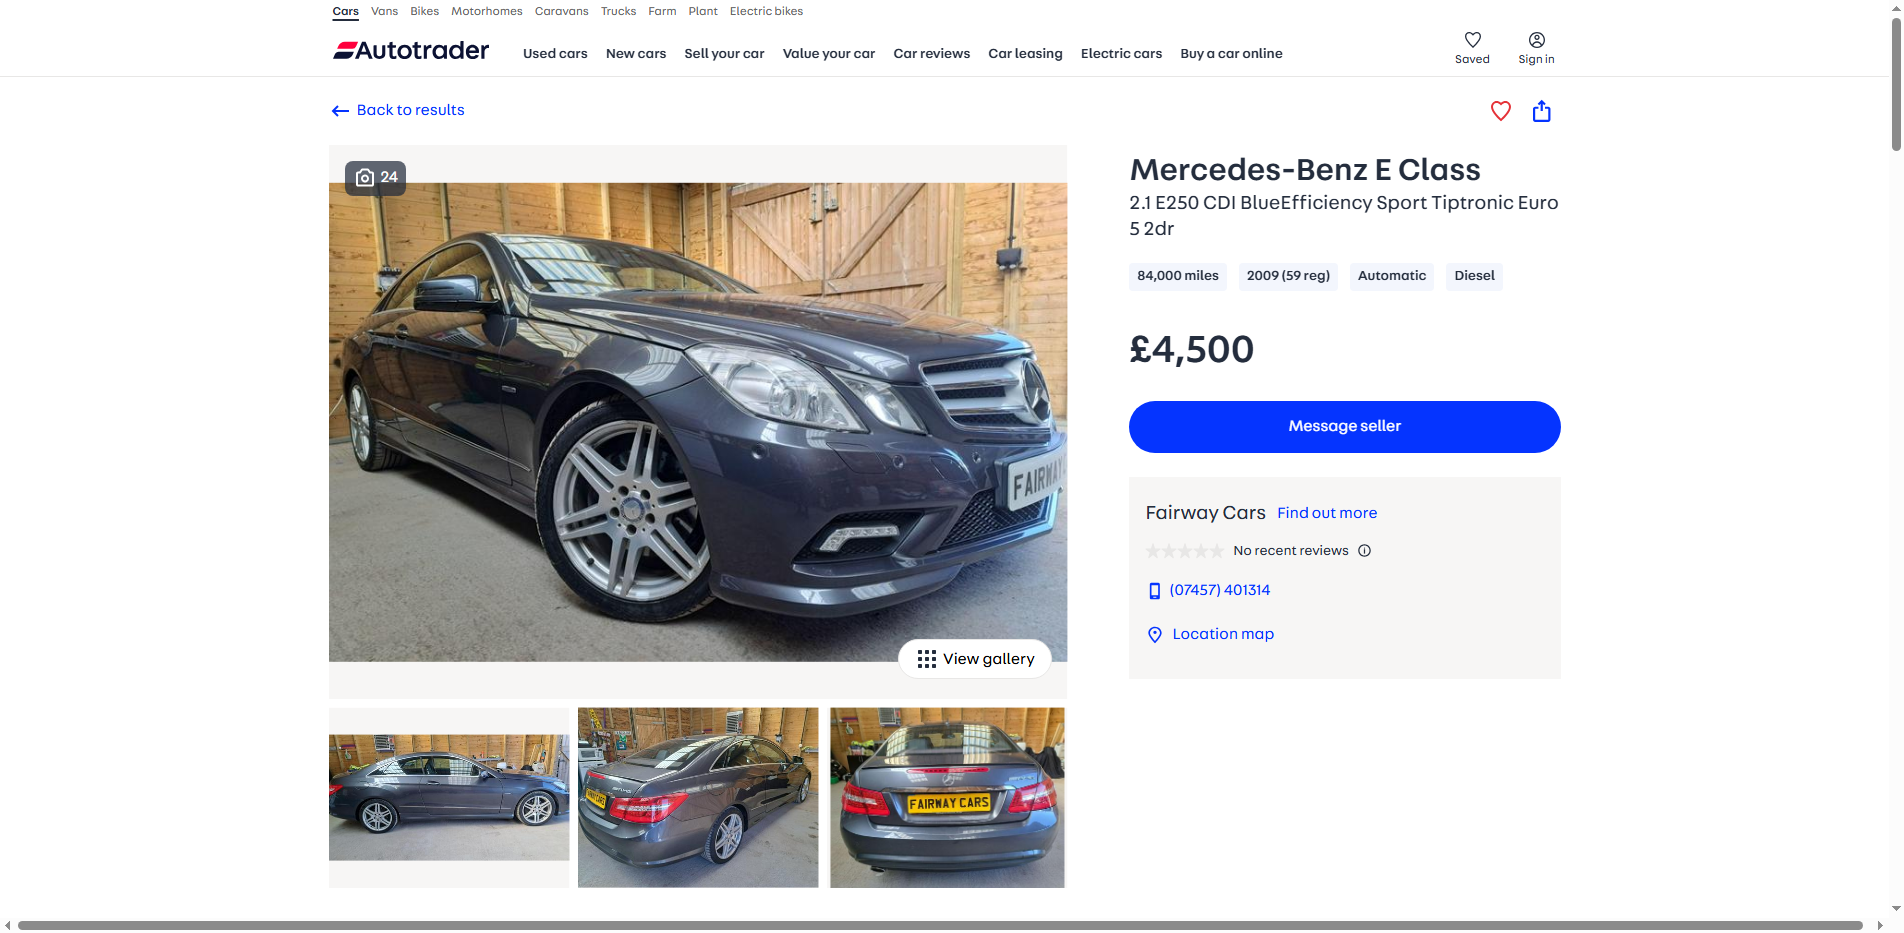 Cars Vans Bikes Motorhomes Caravans Trucks Farm Plant Electric bikes
Autotrader
Used cars New cars Sell your car Value your car Car reviews Car leasing Electric cars Buy a car online
Saved Sign in
Back to results
24
FAIRWAY
View gallery
FAIRWAY CARS
Mercedes-Benz E Class
2.1 E250 CDI BlueEfficiency Sport Tiptronic Euro
5 2dr
84,000 miles 2009 (59 reg) Automatic Diesel
£4,500
Message seller
Fairway Cars Find out more
No recent reviews
(07457) 401314
Location map